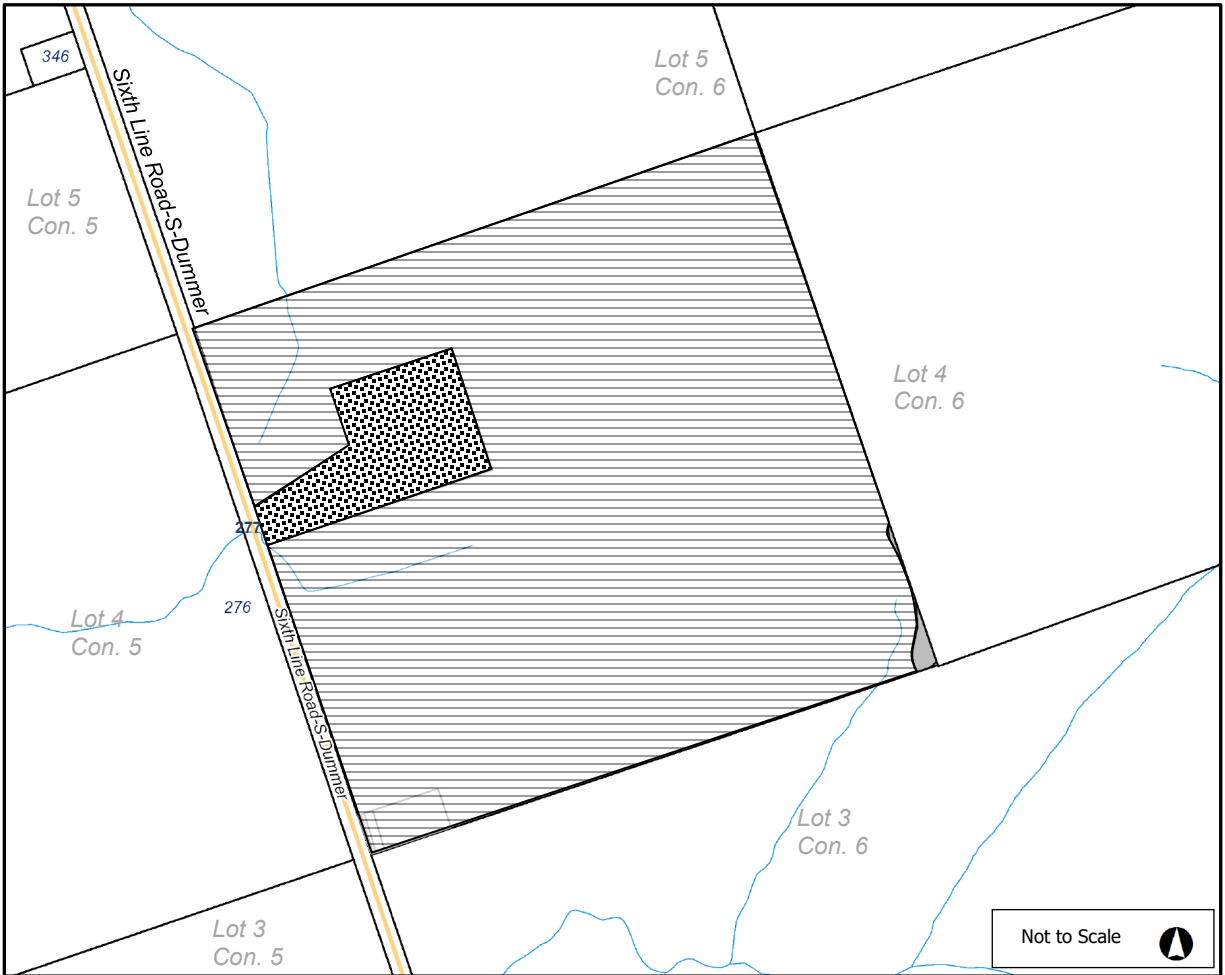 346
Sixth Line Road-S-Dummer
Lot 5
Con. 6
Lot 5
Con. 5
Lot 4
Con. 6
277
276
Lot 4
Con. 5
Sixth Line Road-S-Dummer
Lot 3
Con. 6
Lot 3
Con. 5
Not to Scale